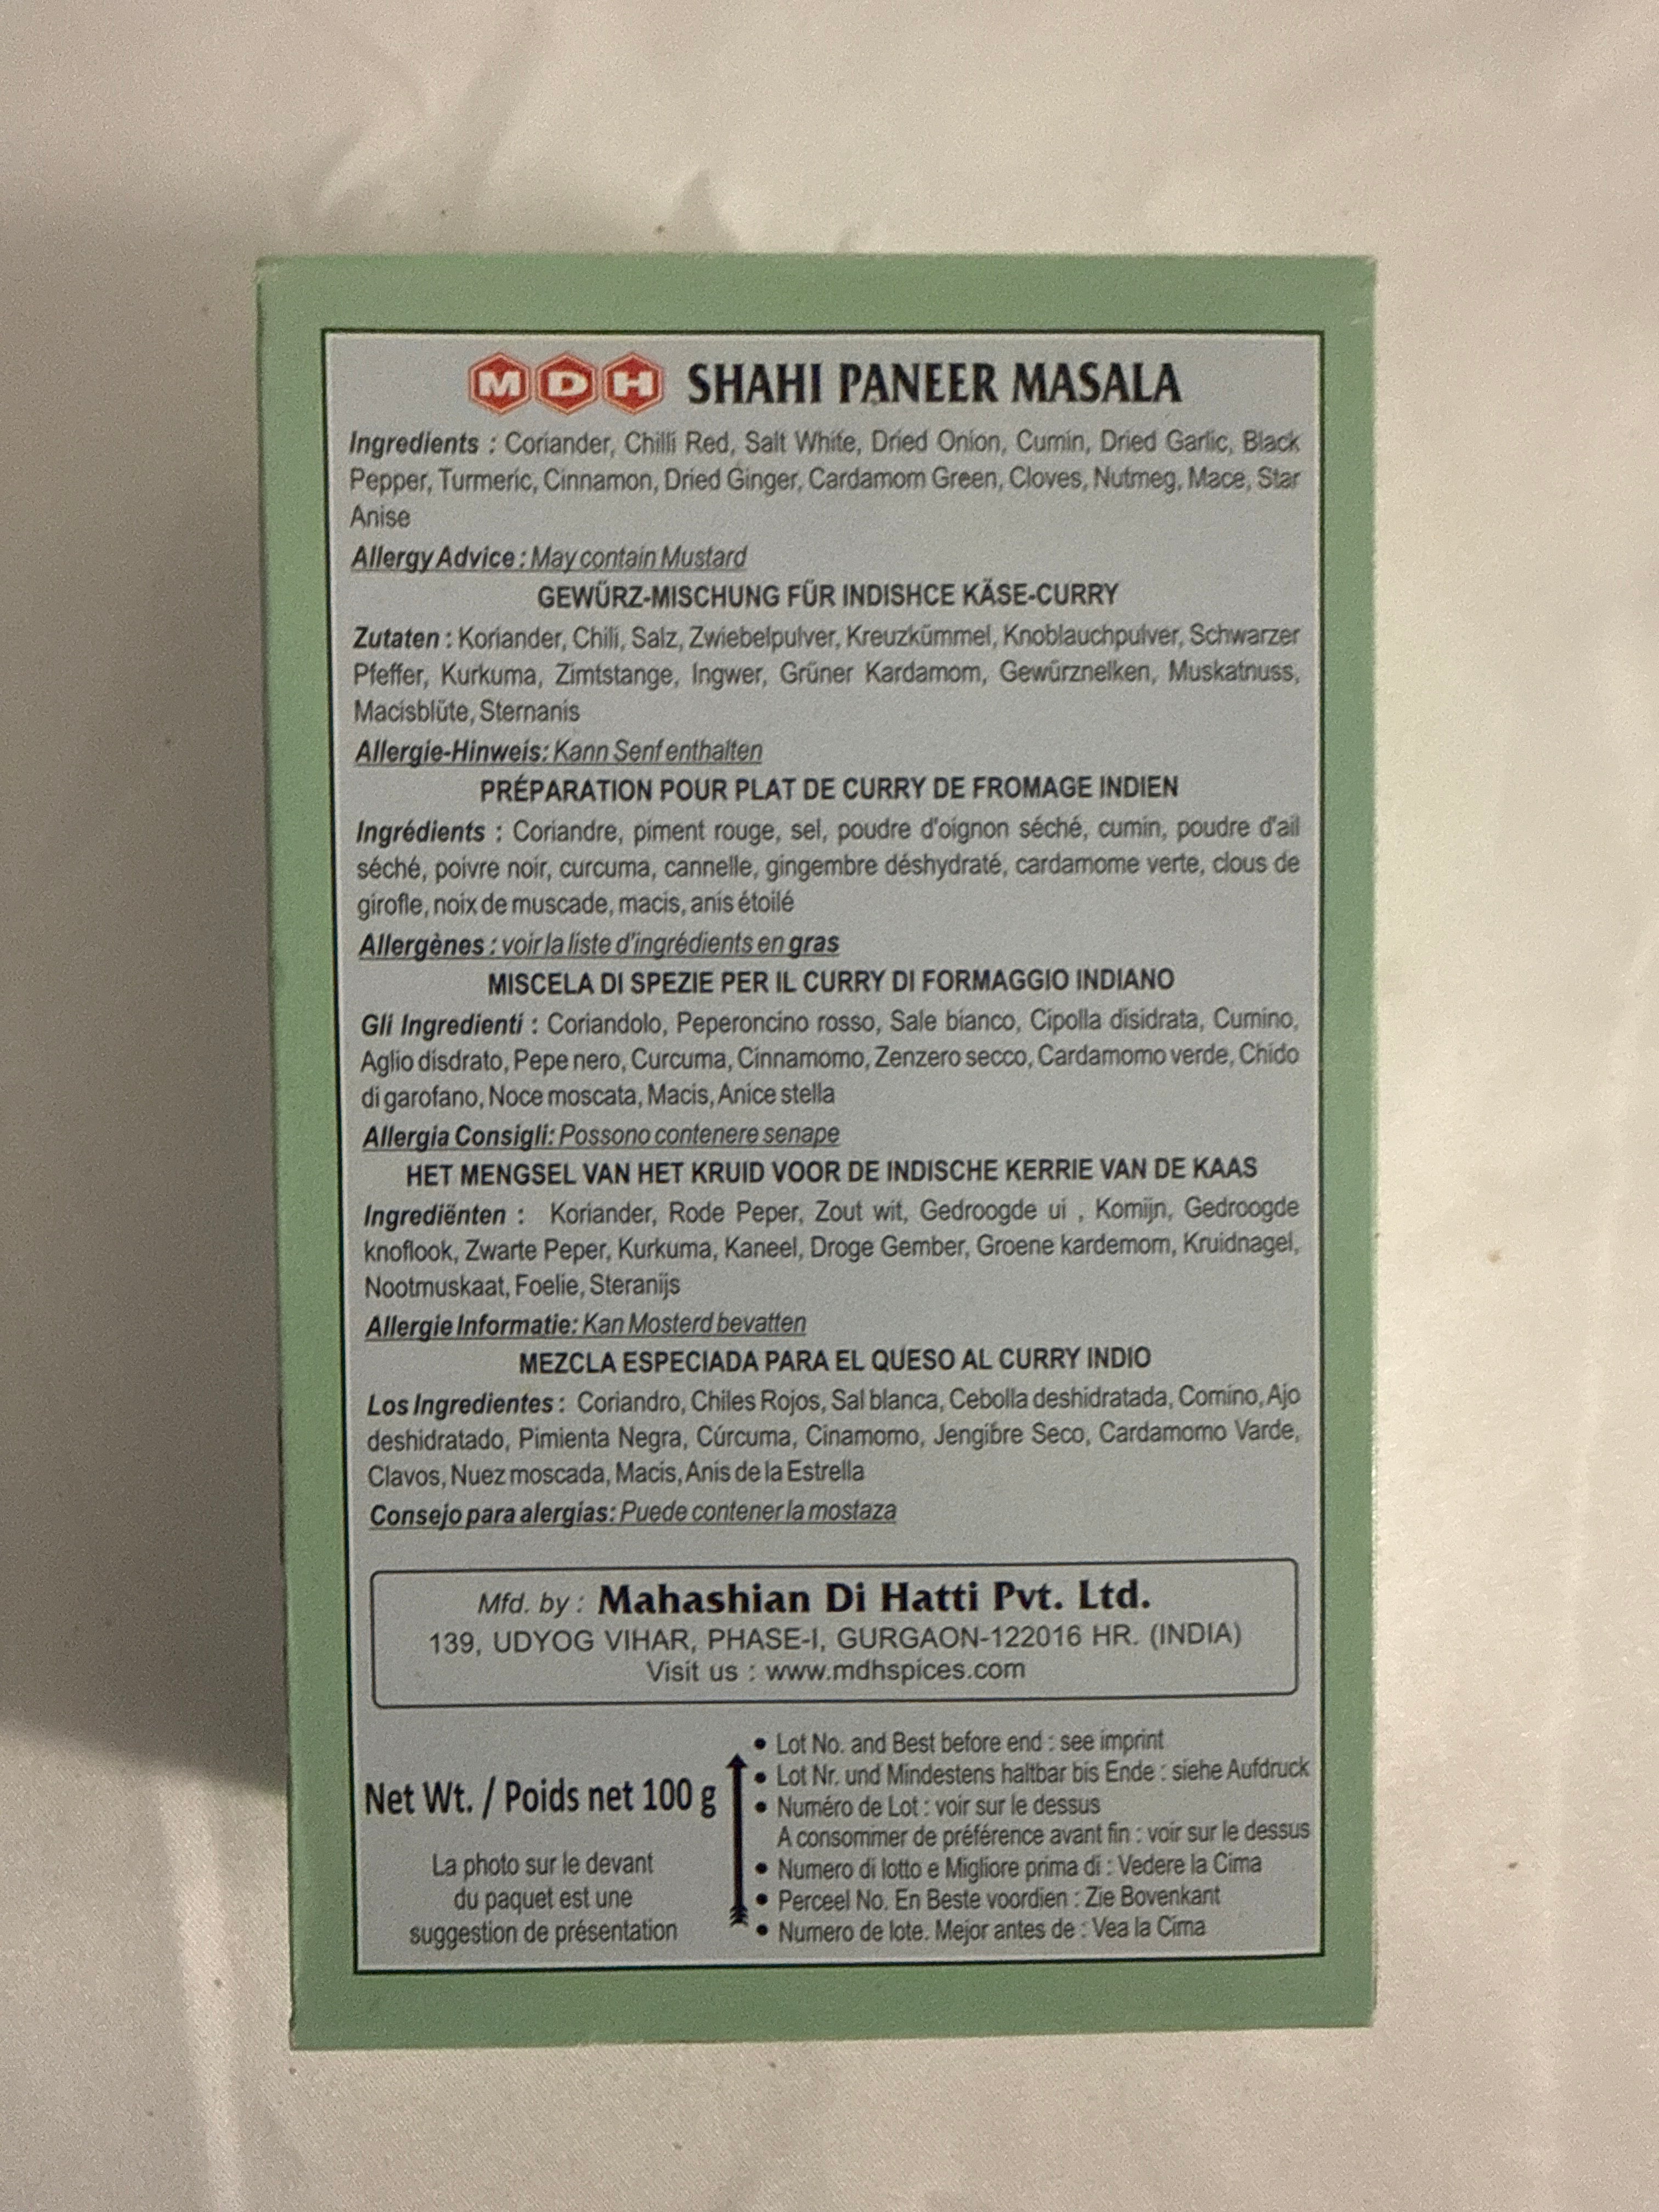 MDH SHAHI PANEER MASALA
Ingredients : Coriander, Chilli Red, Salt White, Dried Onion, Cumin, Dried Garlic, Black
Pepper, Turmeric, Cinnamon, Dried Ginger, Cardamom Green, Cloves, Nutmeg, Mace, Star
Anise
Allergy Advice : May contain Mustard
GEWÜRZ-MISCHUNG FÜR INDISHCE KÄSE-CURRY
Zutaten : Koriander, Chili, Salz, Zwiebelpulver, Kreuzkümmel, Knoblauchpulver, Schwarzer
Pfeffer, Kurkuma, Zimtstange, Ingwer, Grüner Kardamom, Gewürznelken, Muskatnuss,
Macisblüte, Sternanis
Allergie-Hinweis: Kann Senf enthalten
PRÉPARATION POUR PLAT DE CURRY DE FROMAGE INDIEN
Ingrédients : Coriandre, piment rouge, sel, poudre d'oignon séché, cumin, poudre d'ail
séché, poivre noir, curcuma, cannelle, gingembre déshydraté, cardamome verte, clous de
girofle, noix de muscade, macis, anis étoilé
Allergènes : voir la liste d'ingrédients en gras
MISCELA DI SPEZIE PER IL CURRY DI FORMAGGIO INDIANO
Gli Ingredienti : Coriandolo, Peperoncino rosso, Sale bianco, Cipolla disidrata, Cumino,
Aglio disdrato, Pepe nero, Curcuma, Cinnamomo, Zenzero secco, Cardamomo verde, Chido
di garofano, Noce moscata, Macis, Anice stella
Allergia Consigli: Possono contenere senape
HET MENGSEL VAN HET KRUID VOOR DE INDISCHE KERRIE VAN DE KAAS
Ingrediënten : Koriander, Rode Peper, Zout wit, Gedroogde ui , Komijn, Gedroogde
knoflook, Zwarte Peper, Kurkuma, Kaneel, Droge Gember, Groene kardemom, Kruidnagel,
Nootmuskaat, Foelie, Steranijs
Allergie Informatie: Kan Mosterd bevatten
MEZCLA ESPECIADA PARA EL QUESO AL CURRY INDIO
Los Ingredientes : Coriandro, Chiles Rojos, Sal blanca, Cebolla deshidratada, Comino, Ajo
deshidratado, Pimienta Negra, Cúrcuma, Cinamomo, Jengibre Seco, Cardamomo Varde,
Clavos, Nuez moscada, Macis, Anis de la Estrella
Consejo para alergias: Puede contener la mostaza
Mfd. by : Mahashian Di Hatti Pvt. Ltd.
139, UDYOG VIHAR, PHASE-I, GURGAON-122016 HR. (INDIA)
Visit us : www.mdhspices.com
Net Wt. / Poids net 100 g
La photo sur le devant
du paquet est une
suggestion de présentation
• Lot No. and Best before end : see imprint
• Lot Nr. und Mindestens haltbar bis Ende : siehe Aufdruck
• Numéro de Lot : voir sur le dessus
A consommer de préférence avant fin : voir sur le dessus
• Numero di lotto e Migliore prima di : Vedere la Cima
• Perceel No. En Beste voordien : Zie Bovenkant
• Numero de lote. Mejor antes de : Vea la Cima